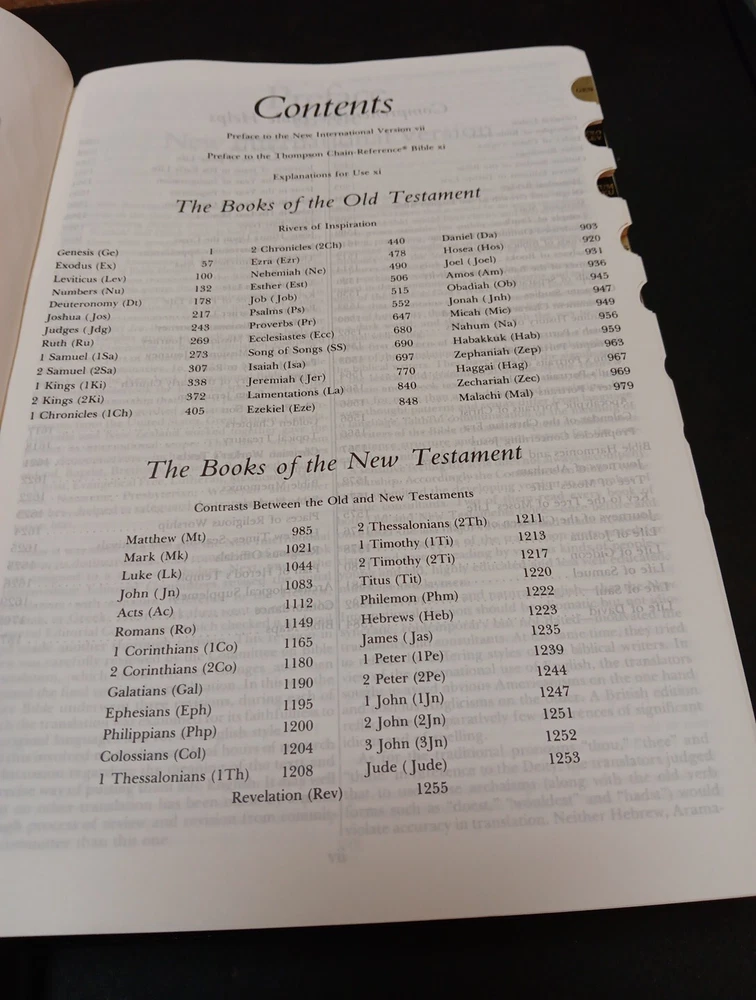 Contents
Preface to the New International Version vii
Preface to the Thompson Chain-Reference® Bible xi
Explanations for Use xi
The Books of the Old Testament
Rivers of Inspiration
Genesis (Ge) 1
Exodus (Ex) 57
Leviticus (Lev) 100
Numbers (Nu) 132
Deuteronomy (Dt) 178
Joshua (Jos) 217
Judges (Jdg) 243
Ruth (Ru) 269
1 Samuel (1Sa) 273
2 Samuel (2Sa) 307
1 Kings (1Ki) 338
2 Kings (2Ki) 372
1 Chronicles (1Ch) 405
2 Chronicles (2Ch) 440
Ezra (Ezr) 478
Nehemiah (Ne) 490
Esther (Est) 506
Job (Job) 515
Psalms (Ps) 552
Proverbs (Pr) 647
Ecclesiastes (Ecc) 680
Song of Songs (SS) 690
Isaiah (Isa) 697
Jeremiah (Jer) 770
Lamentations (La) 840
Ezekiel (Eze) 848
Daniel (Da) 903
Hosea (Hos) 920
Joel (Joel) 931
Amos (Am) 936
Obadiah (Ob) 945
Jonah (Jnh) 947
Micah (Mic) 949
Nahum (Na) 956
Habakkuk (Hab) 959
Zephaniah (Zep) 963
Haggai (Hag) 967
Zechariah (Zec) 969
Malachi (Mal) 979
The Books of the New Testament
Contrasts Between the Old and New Testaments
Matthew (Mt) 985
Mark (Mk) 1021
Luke (Lk) 1044
John (Jn) 1083
Acts (Ac) 1112
Romans (Ro) 1149
1 Corinthians (1Co) 1165
2 Corinthians (2Co) 1180
Galatians (Gal) 1190
Ephesians (Eph) 1195
Philippians (Php) 1200
Colossians (Col) 1204
1 Thessalonians (1Th) 1208
2 Thessalonians (2Th) 1211
1 Timothy (1Ti) 1213
2 Timothy (2Ti) 1217
Titus (Tit) 1220
Philemon (Phm) 1222
Hebrews (Heb) 1223
James (Jas) 1235
1 Peter (1Pe) 1239
2 Peter (2Pe) 1244
1 John (1Jn) 1247
2 John (2Jn) 1251
3 John (3Jn) 1252
Jude (Jude) 1253
Revelation (Rev) 1255